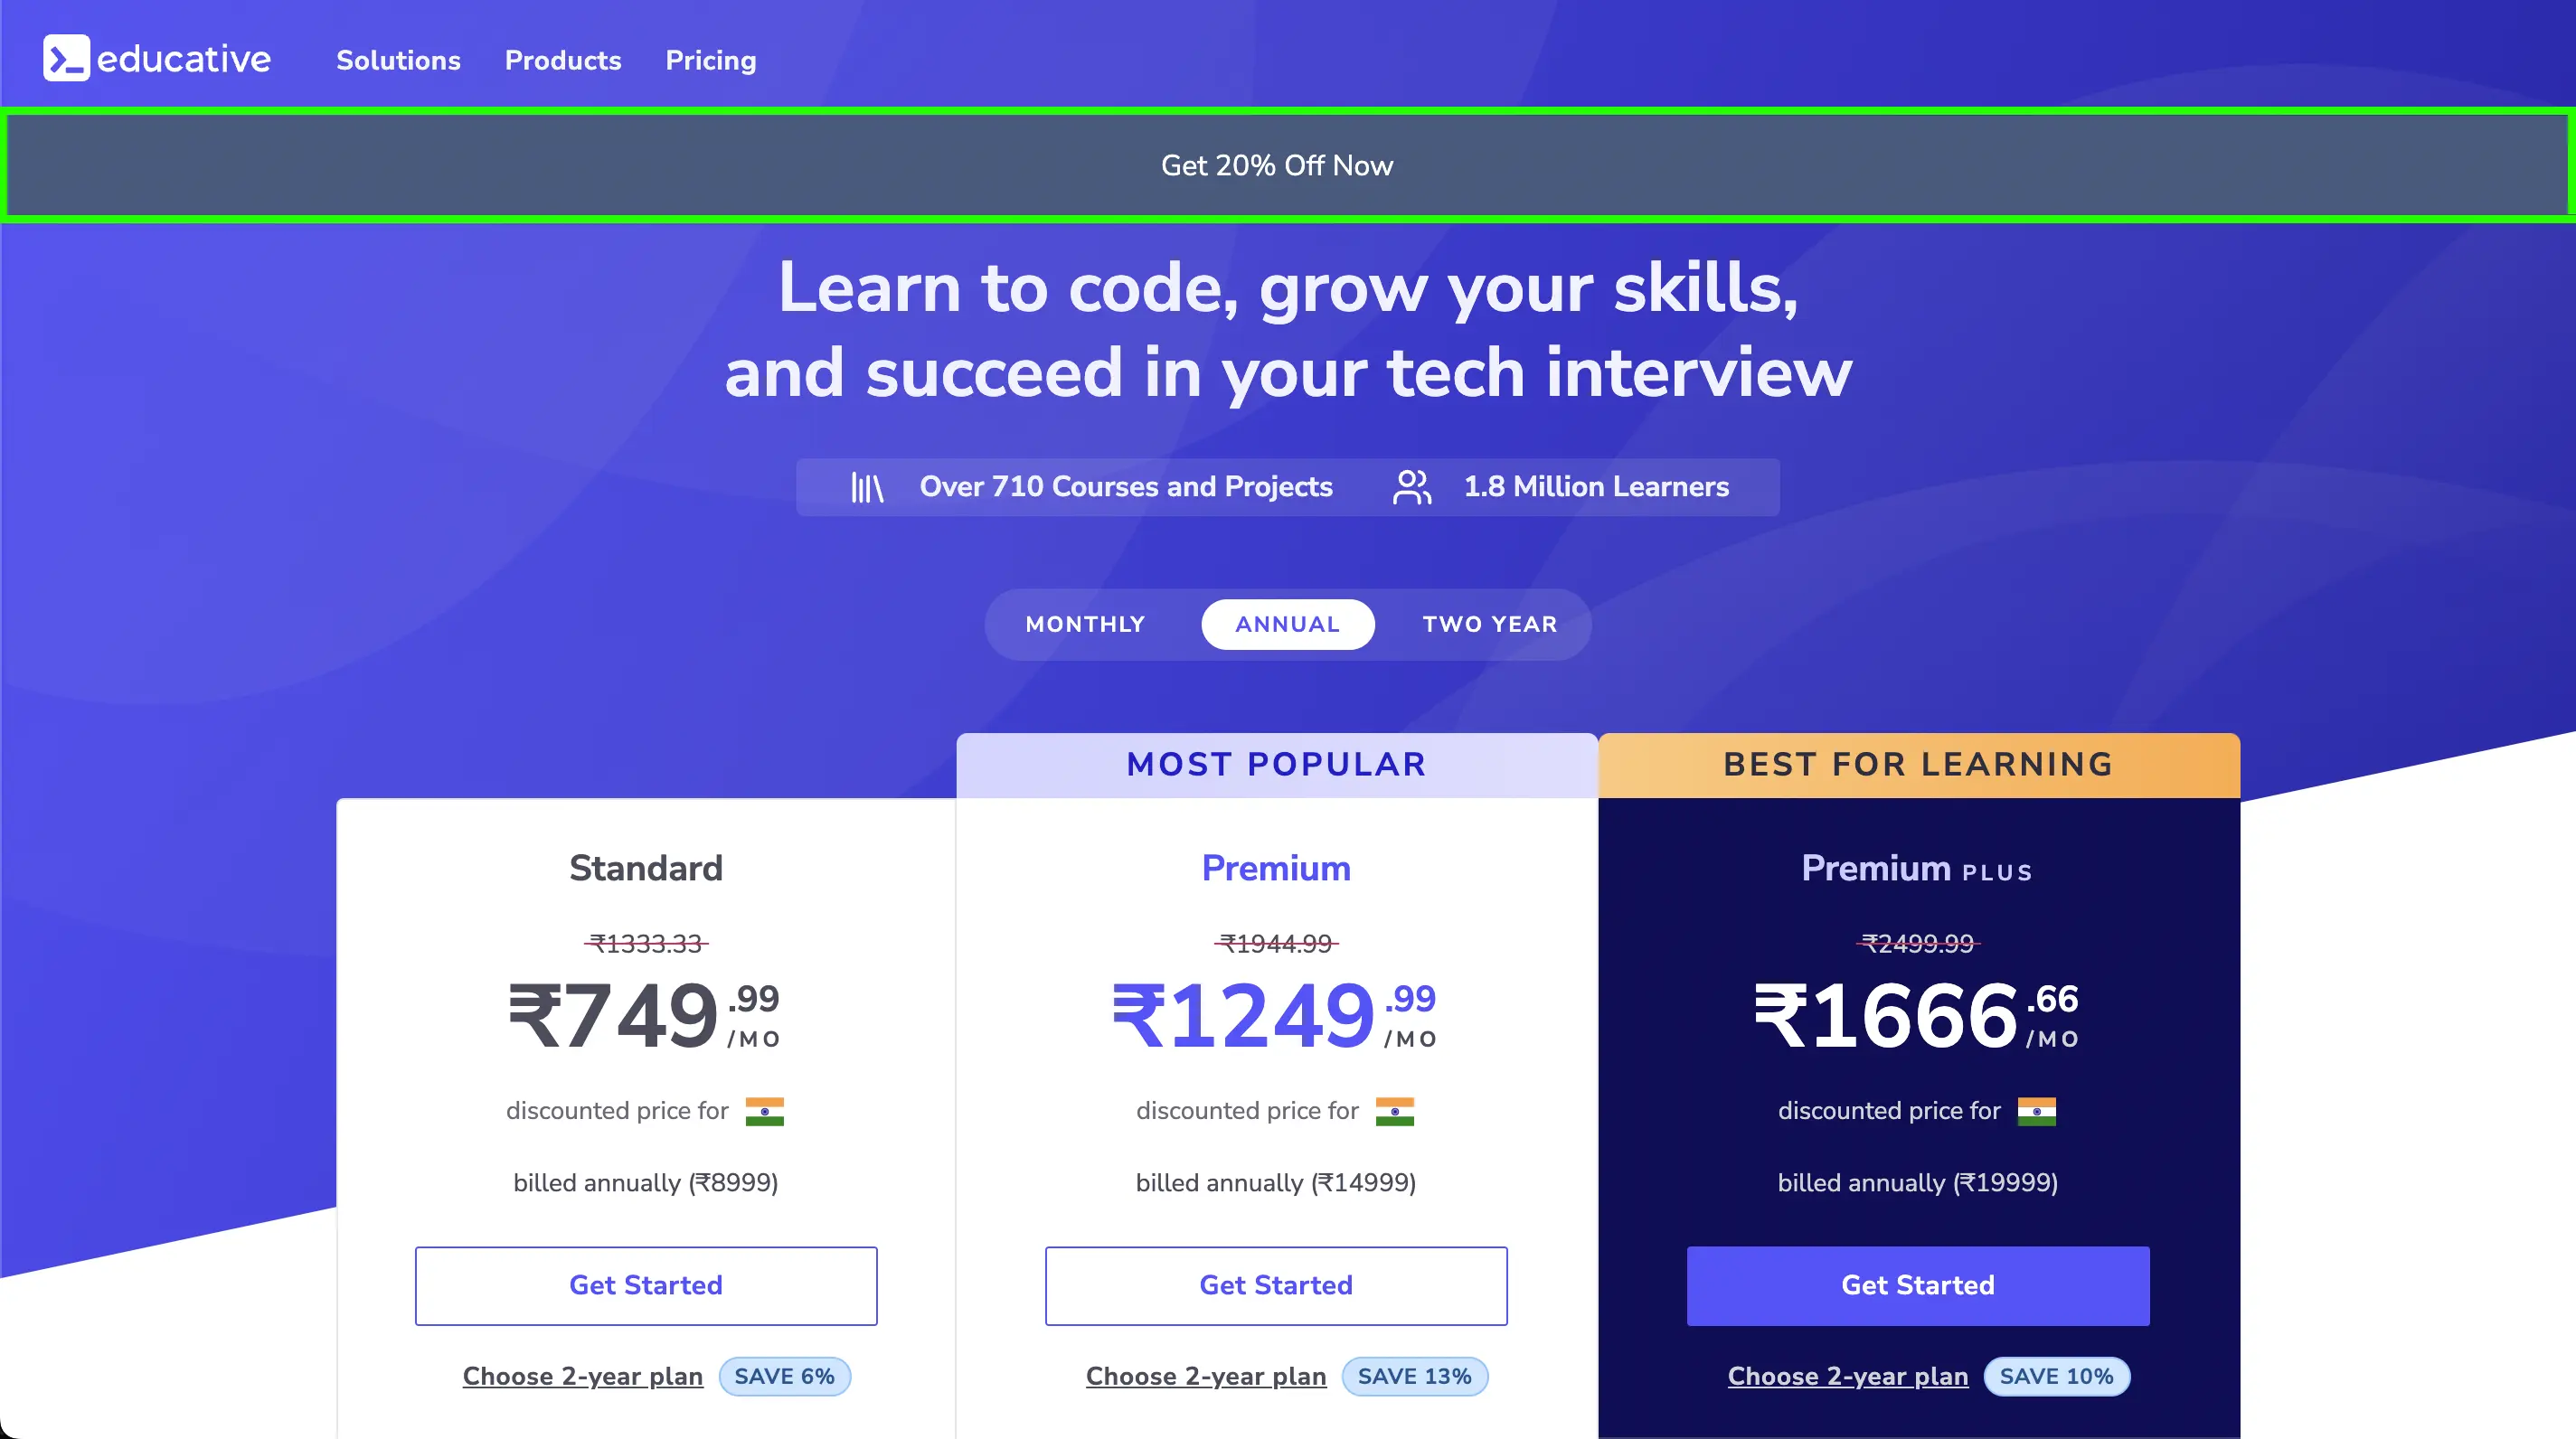 educative Solutions Products Pricing
Get 20% Off Now
Learn to code, grow your skills,
and succeed in your tech interview
Over 710 Courses and Projects 1.8 Million Learners
MONTHLY ANNUAL TWO YEAR
MOST POPULAR
BEST FOR LEARNING
Standard
₹1333.33
₹749.99
/MO
discounted price for
billed annually (₹8999)
Get Started
Choose 2-year plan SAVE 6%
Premium
₹1944.99
₹1249.99
/MO
discounted price for
billed annually (₹14999)
Get Started
Choose 2-year plan SAVE 13%
Premium PLUS
₹2499.99
₹1666.66
/MO
discounted price for
billed annually (₹19999)
Get Started
Choose 2-year plan SAVE 10%